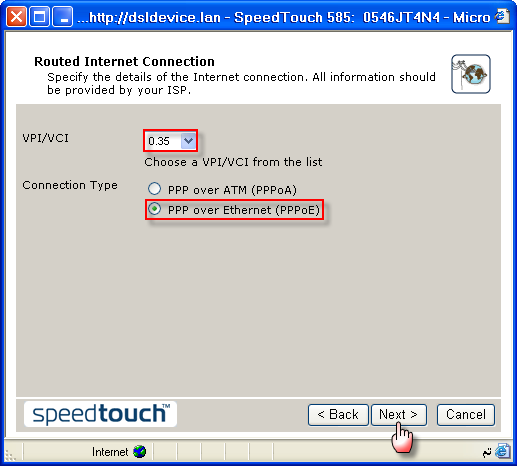 ...http://dsldevice.lan - SpeedTouch 585: 0546JT4N4 - Micro
Routed Internet Connection
Specify the details of the Internet connection. All information should
be provided by your ISP.
VPI/VCI
0.35
Choose a VPI/VCI from the list
Connection Type
PPP over ATM (PPPoA)
PPP over Ethernet (PPPoE)
speedtouch™
< Back
Next >
Cancel
Internet
تم